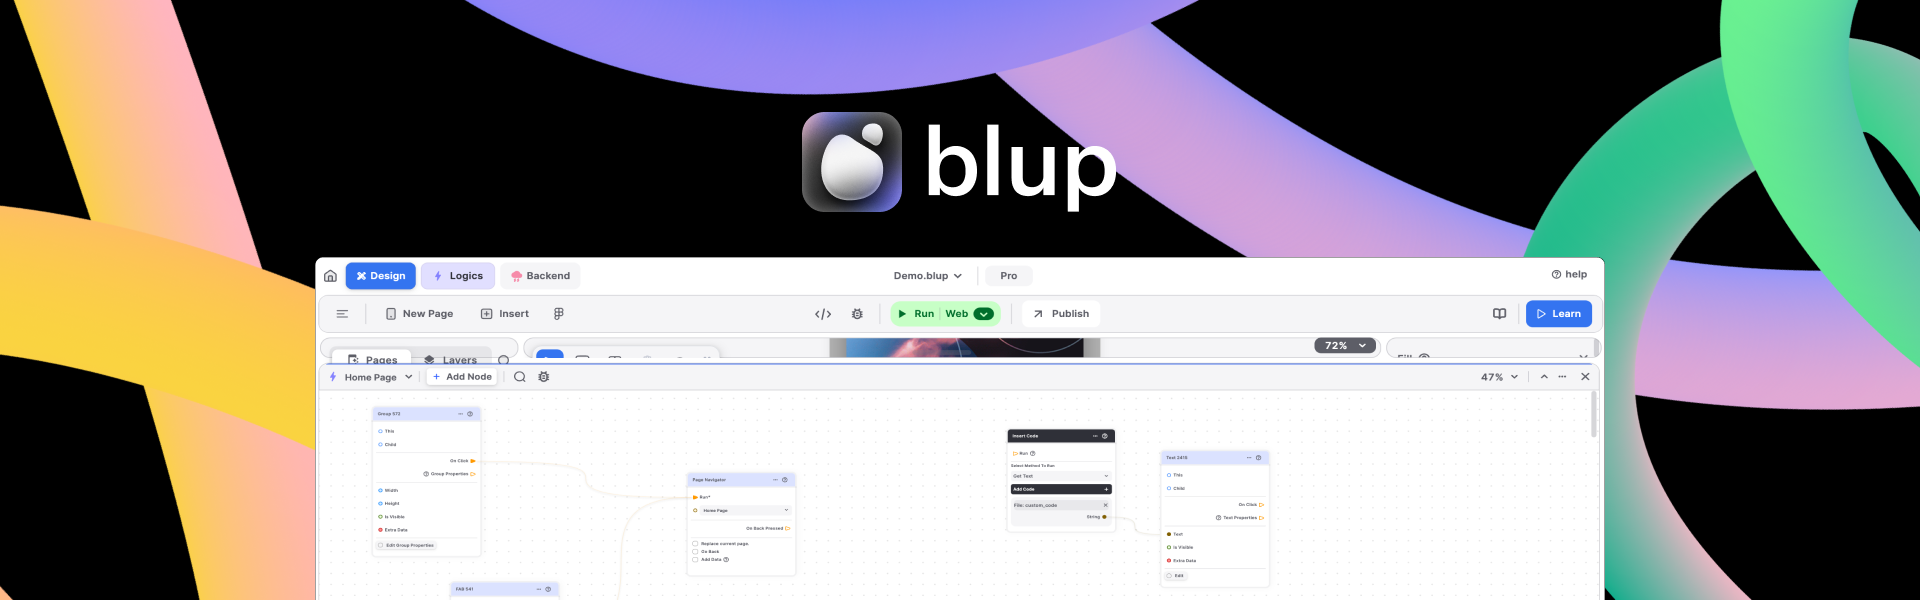 blup
Design Logics Backend Demo.blup Pro help
New Page Insert Run Web Publish Learn
Pages Layers 72%
Home Page + Add Node 47%
Group 572
This
Child
On Click
Group Properties
Width
Height
Is Visible
Extra Data
Edit Group Properties
FAB 541
Page Navigator
Run*
Home Page
On Back Pressed
Replace current page.
Go Back
Add Data
Insert Code
Run
Select Method To Run
Get Text
Add Code +
File: custom_code
String
Text 2415
This
Child
On Click
Text Properties
Text
Is Visible
Extra Data
Edit